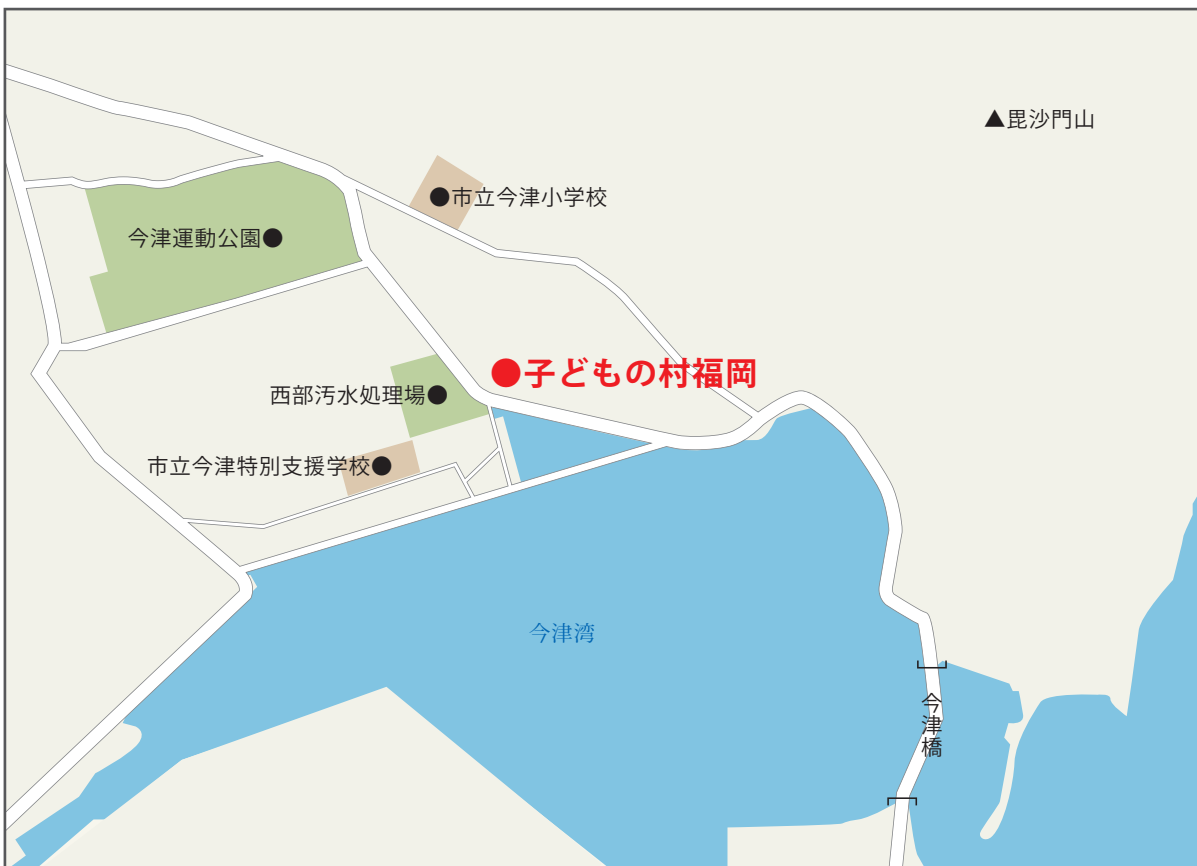 ▲毘沙門山
●市立今津小学校
今津運動公園●
●子どもの村福岡
西部汚水処理場●
市立今津特別支援学校●
今津湾
今津橋